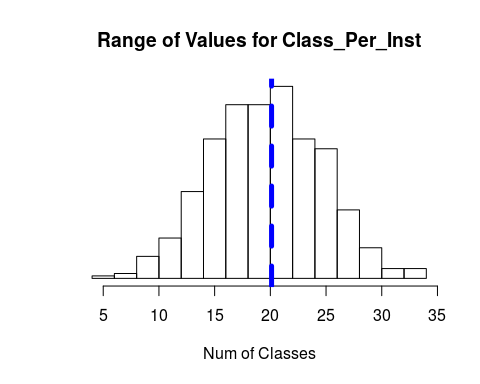 Range of Values for Class_Per_Inst
5 10 15 20 25 30 35
Num of Classes